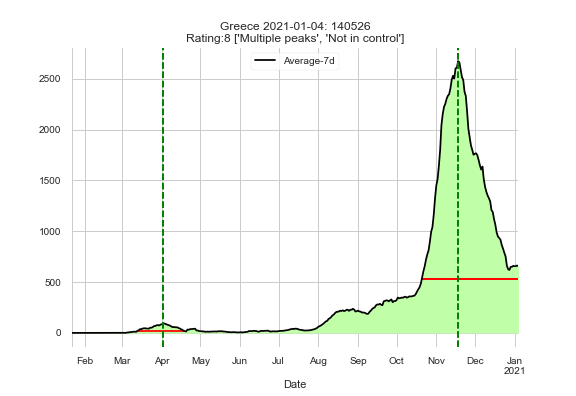 Greece 2021-01-04: 140526
Rating:8 ['Multiple peaks', 'Not in control']
Average-7d
2500
2000
1500
1000
500
0
Feb Mar Apr May Jun Jul Aug Sep Oct Nov Dec Jan
2021
Date